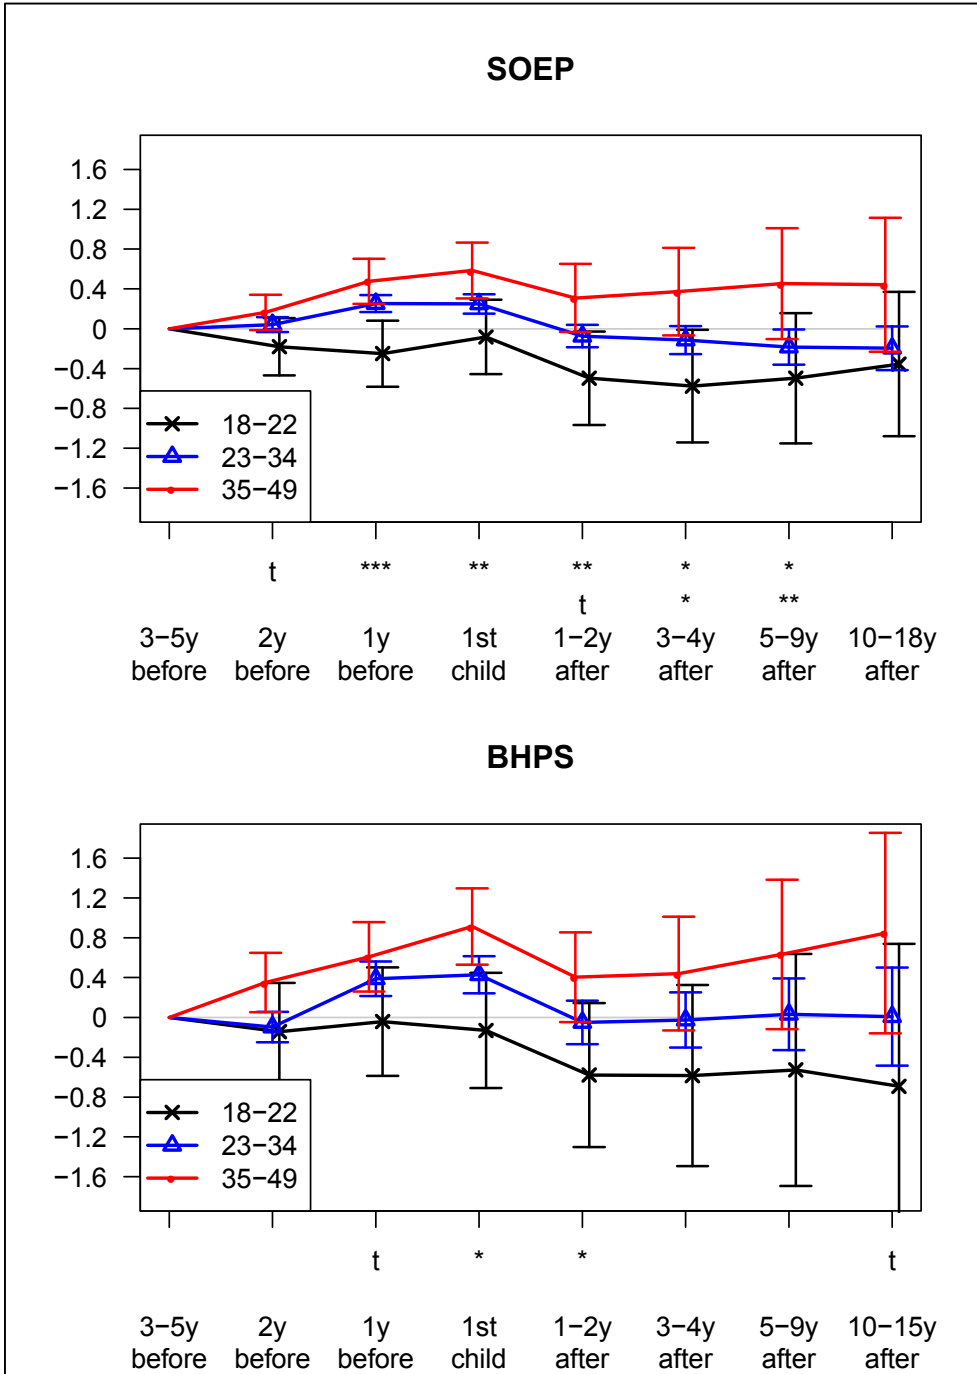 SOEP
1.6
1.2
0.8
0.4
0
−0.4
−0.8
−1.2
−1.6
18−22
23−34
35−49
t *** ** ** * *
t * **
3−5y 2y 1y 1st 1−2y 3−4y 5−9y 10−18y
before before before child after after after after
BHPS
1.6
1.2
0.8
0.4
0
−0.4
−0.8
−1.2
−1.6
18−22
23−34
35−49
t * * t
3−5y 2y 1y 1st 1−2y 3−4y 5−9y 10−15y
before before before child after after after after